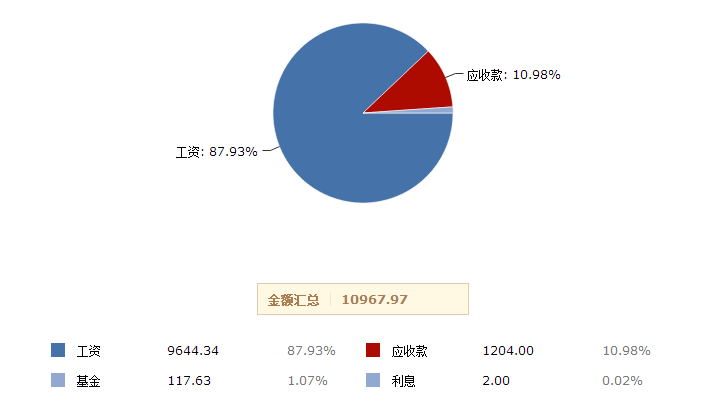 应收款: 10.98%
工资: 87.93%
金额汇总 10967.97
工资 9644.34 87.93% 应收款 1204.00 10.98%
基金 117.63 1.07% 利息 2.00 0.02%